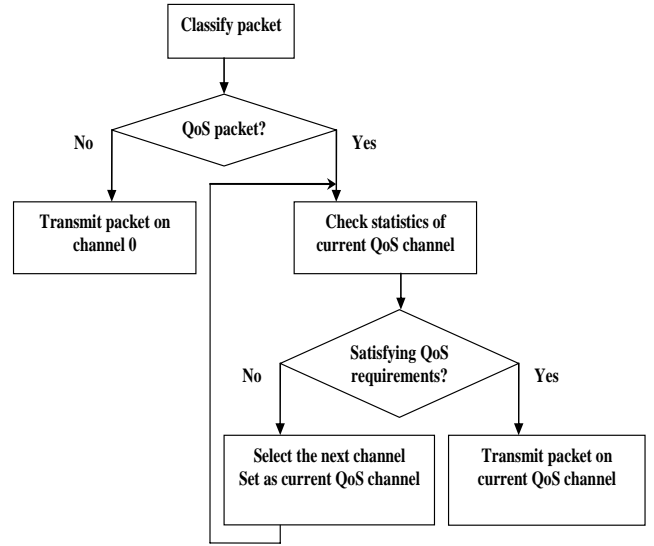 Classify packet
QoS packet?
No
Yes
Transmit packet on
channel 0
Check statistics of
current QoS channel
Satisfying QoS
requirements?
No
Yes
Select the next channel
Set as current QoS channel
Transmit packet on
current QoS channel